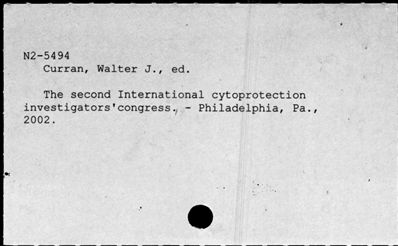 N2-5494
Curran, Walter J., ed.
The second International cytoprotection
investigators'congress. - Philadelphia, Pa.,
2002.